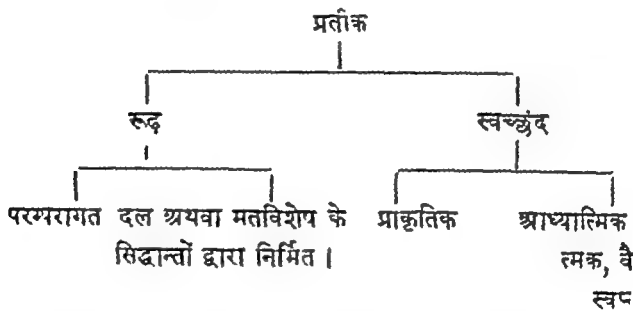 प्रतीक
रूढ़ स्वच्छंद
परम्परागत दल अथवा मतविशेष के प्राकृतिक आध्यात्मिक
सिद्धान्तों द्वारा निर्मित । त्मक,